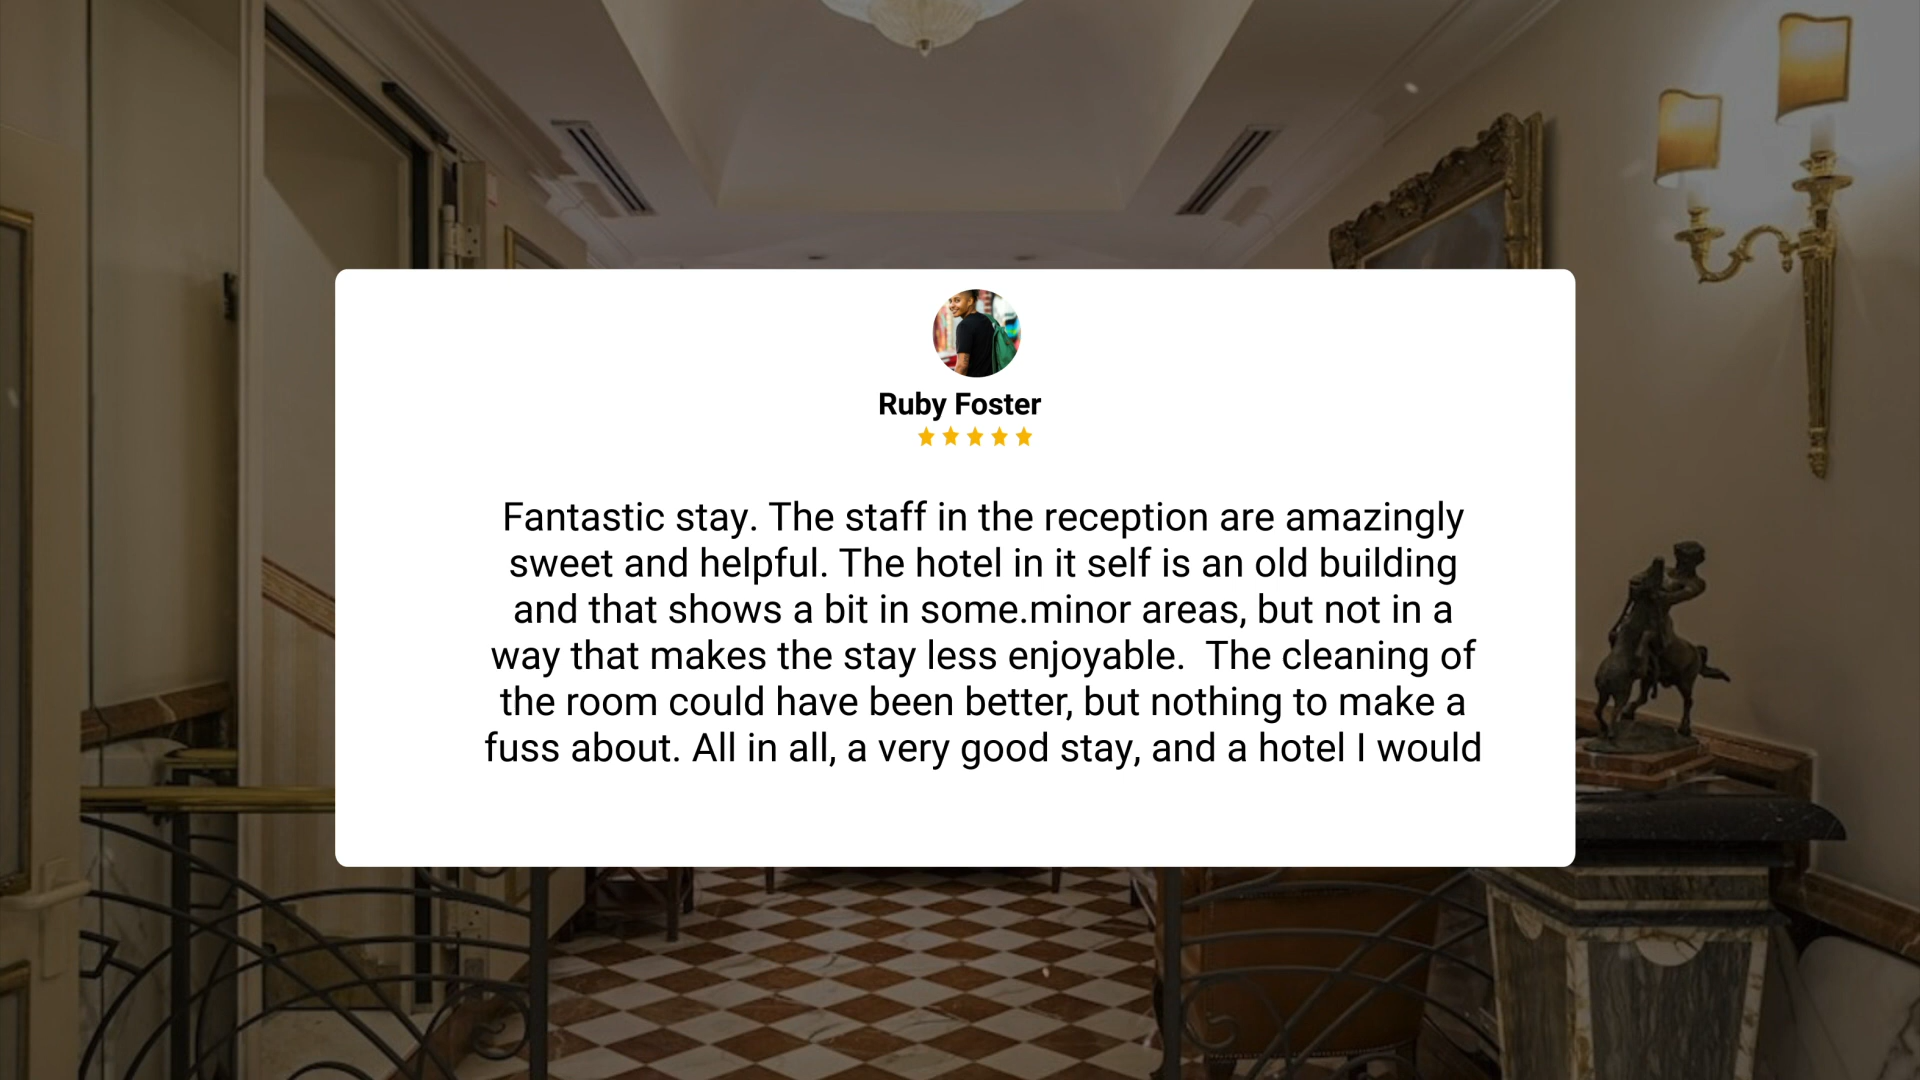 Ruby Foster
Fantastic stay. The staff in the reception are amazingly
sweet and helpful. The hotel in it self is an old building
and that shows a bit in some.minor areas, but not in a
way that makes the stay less enjoyable.  The cleaning of
the room could have been better, but nothing to make a
fuss about. All in all, a very good stay, and a hotel I would